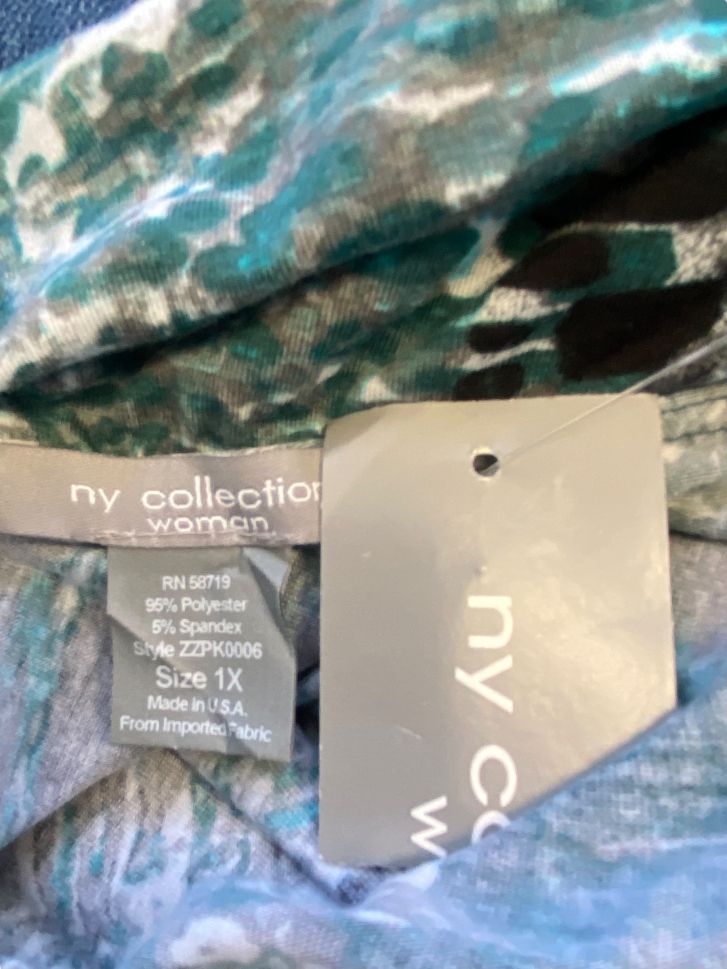 ny collection
woman
RN 58719
95% Polyester
5% Spandex
Style ZZPK0006
Size 1X
Made In U.S.A.
From Imported Fabric
ny co
w